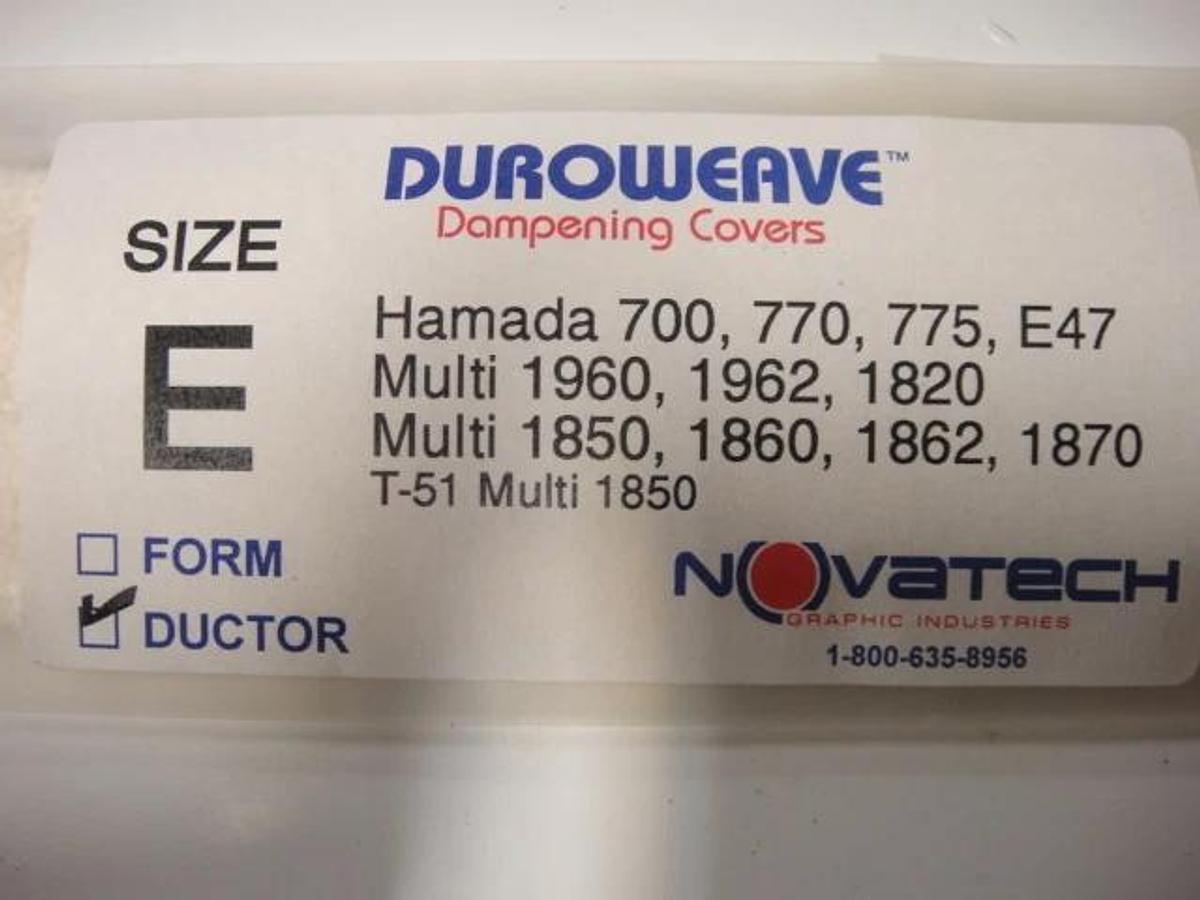 DUROWEAVE™
Dampening Covers
SIZE
E
Hamada 700, 770, 775, E47
Multi 1960, 1962, 1820
Multi 1850, 1860, 1862, 1870
T-51 Multi 1850
FORM
DUCTOR
NOVATECH
GRAPHIC INDUSTRIES
1-800-635-8956